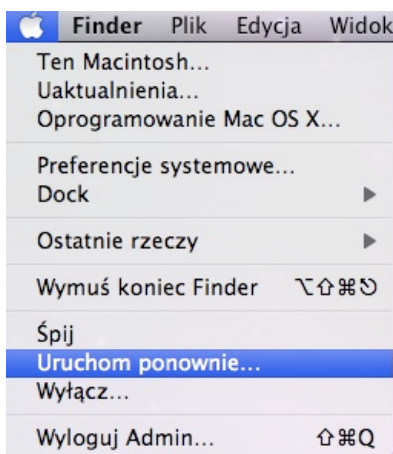 Finder Plik Edycja Widok
Ten Macintosh...
Uaktualnienia...
Oprogramowanie Mac OS X...
Preferencje systemowe...
Dock
Ostatnie rzeczy
Wymuś koniec Finder ⌥⇧⌘⎋
Śpij
Uruchom ponownie...
Wyłącz...
Wyloguj Admin... ⇧⌘Q